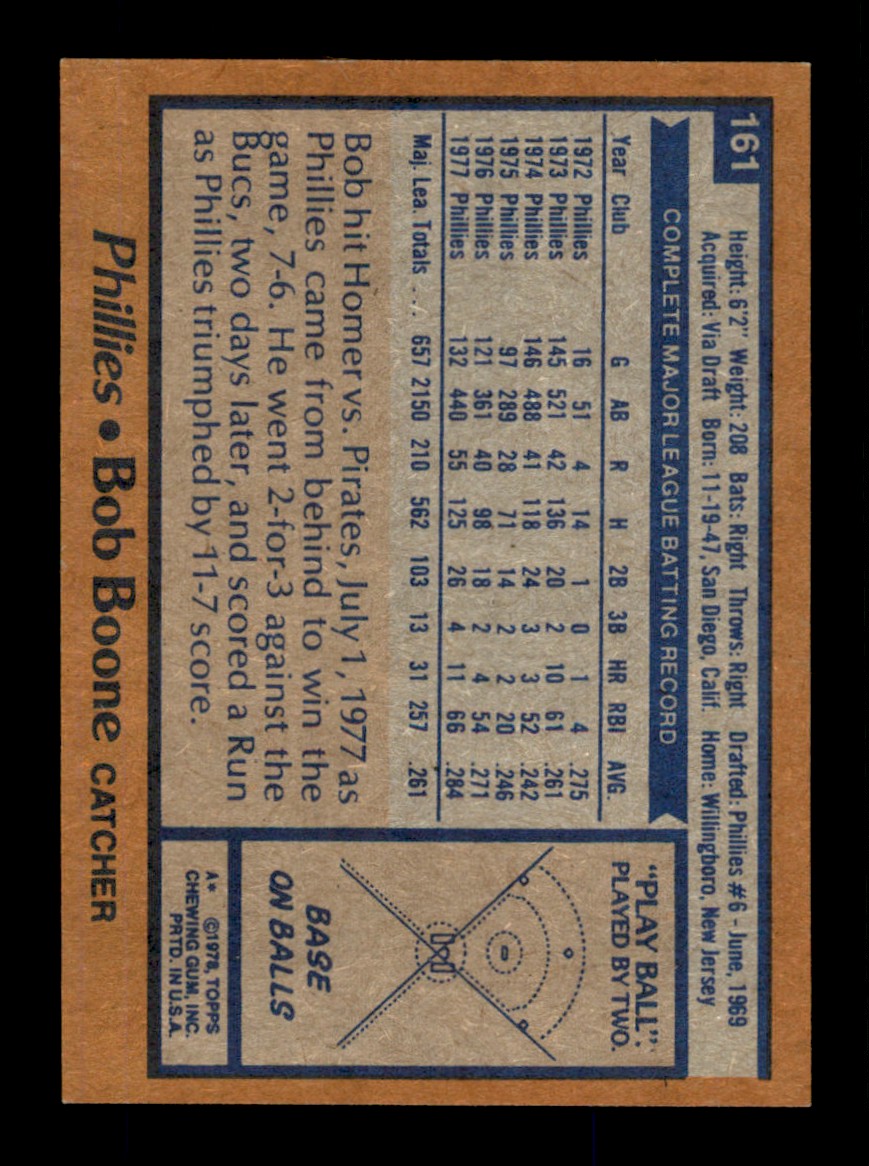 161
Height: 6'2" Weight: 208 Bats: Right Throws: Right Drafted: Phillies #6 - June, 1969
Acquired: Via Draft Born: 11-19-47, San Diego, Calif. Home: Willingboro, New Jersey
COMPLETE MAJOR LEAGUE BATTING RECORD
Year Club G AB R H 2B 3B HR RBI AVG.
1972 Phillies 16 51 4 14 1 0 1 4 .275
1973 Phillies 145 521 42 136 20 2 10 61 .261
1974 Phillies 146 488 41 118 24 3 3 52 .242
1975 Phillies 97 289 28 71 14 2 2 20 .246
1976 Phillies 121 361 40 98 18 2 4 54 .271
1977 Phillies 132 440 55 125 26 4 11 66 .284
Maj. Lea. Totals . . . 657 2150 210 562 103 13 31 257 .261
Bob hit Homer vs. Pirates, July 1, 1977 as
Phillies came from behind to win the
game, 7-6. He went 2-for-3 against the
Bucs, two days later, and scored a Run
as Phillies triumphed by 11-7 score.
"PLAY BALL":
PLAYED BY TWO.
BASE
ON BALLS
A* ©1978, TOPPS
CHEWING GUM, INC.
PRTD. IN U.S.A.
Phillies • Bob Boone CATCHER